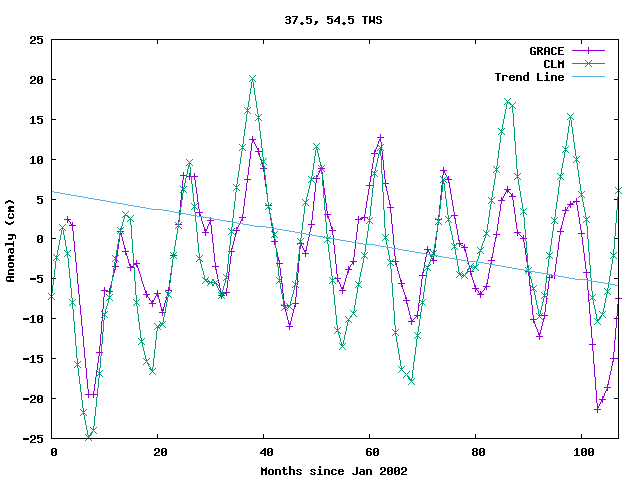 37.5, 54.5 TWS
GRACE
CLM
Trend Line
Anomaly (cm)
25
20
15
10
5
0
-5
-10
-15
-20
-25
0 20 40 60 80 100
Months since Jan 2002